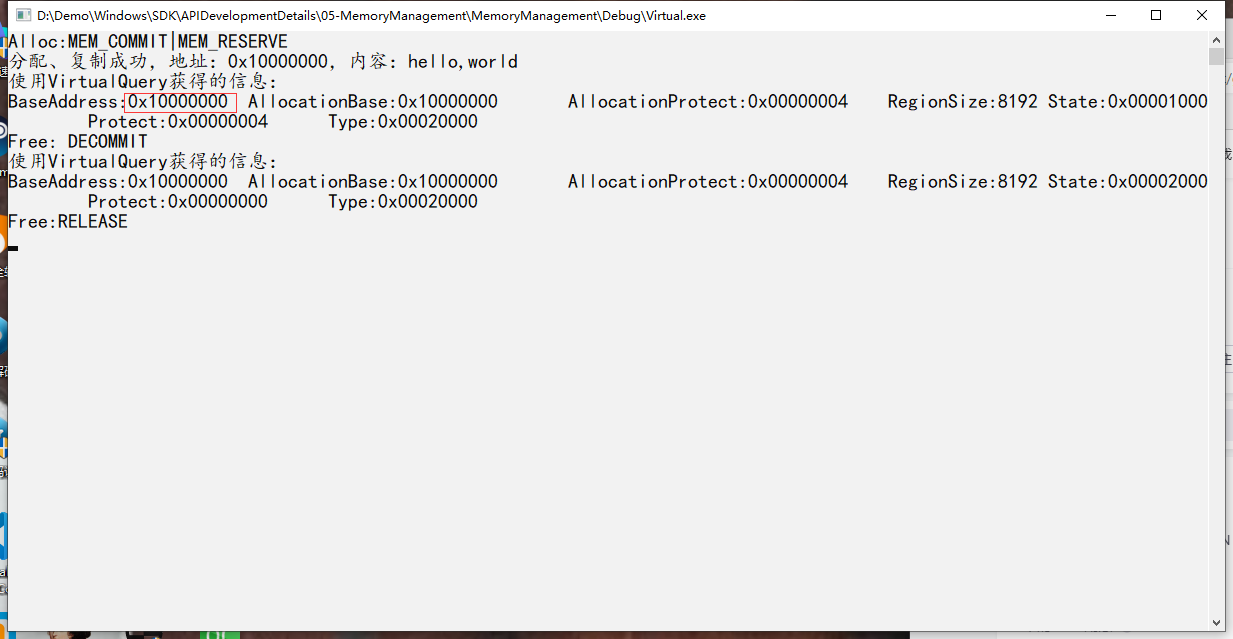 D:\Demo\Windows\SDK\APIDevelopmentDetails\05-MemoryManagement\MemoryManagement\Debug\Virtual.exe
Alloc:MEM_COMMIT|MEM_RESERVE
分配、复制成功, 地址: 0x10000000, 内容: hello,world
使用VirtualQuery获得的信息:
BaseAddress:0x10000000 AllocationBase:0x10000000 AllocationProtect:0x00000004 RegionSize:8192 State:0x00001000
Protect:0x00000004 Type:0x00020000
Free: DECOMMIT
使用VirtualQuery获得的信息:
BaseAddress:0x10000000 AllocationBase:0x10000000 AllocationProtect:0x00000004 RegionSize:8192 State:0x00002000
Protect:0x00000000 Type:0x00020000
Free:RELEASE